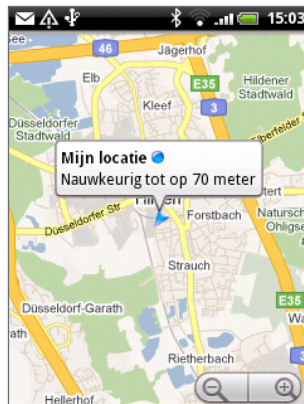 15:03
46
Jägerhof
Elb
E35
Hildener
Stadtwald
Kleef
3
Düsseldorfer
Stadtwald
Mijn locatie
Nauwkeurig tot op 70 meter
Düsseldorfer Str
Forstbach
Strauch
E35
3
Düsseldorf-Garath
Rietherbach
Hellerhof